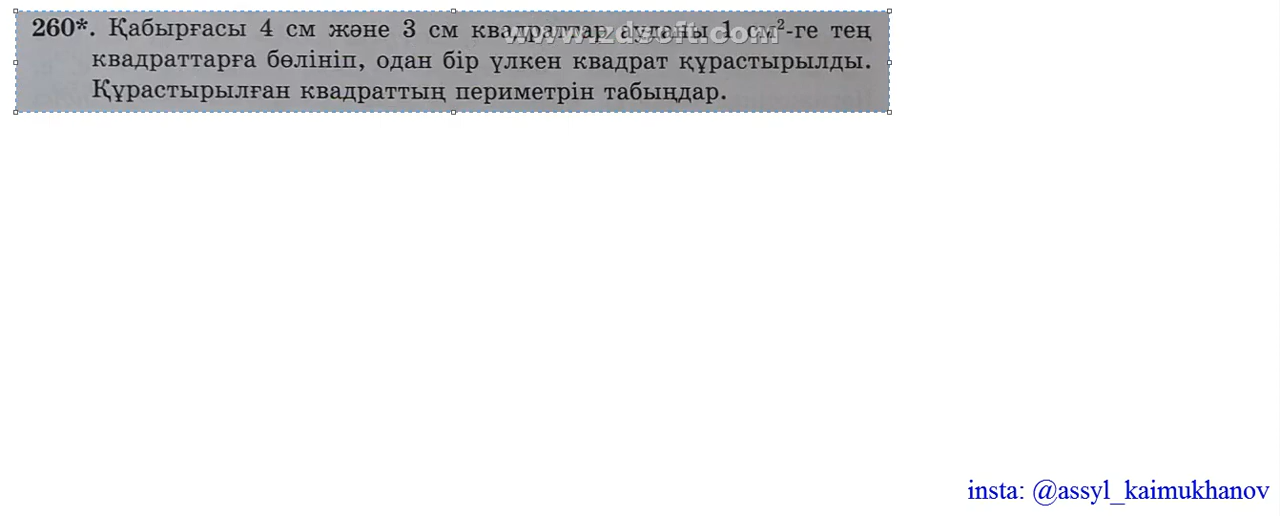 260*. Қабырғасы 4 см және 3 см квадраттар ауданы 1 см²-ге тең
www.zdsoft.com
квадраттарға бөлініп, одан бір үлкен квадрат құрастырылды.
Құрастырылған квадраттың периметрін табыңдар.
insta: @assyl_kaimukhanov